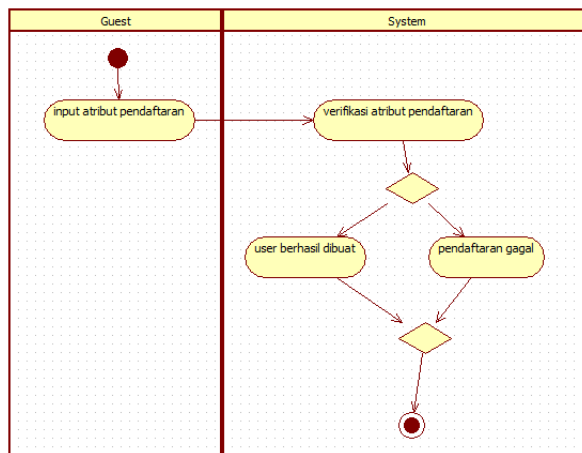 Guest
System
input atribut pendaftaran
verifikasi atribut pendaftaran
user berhasil dibuat
pendaftaran gagal